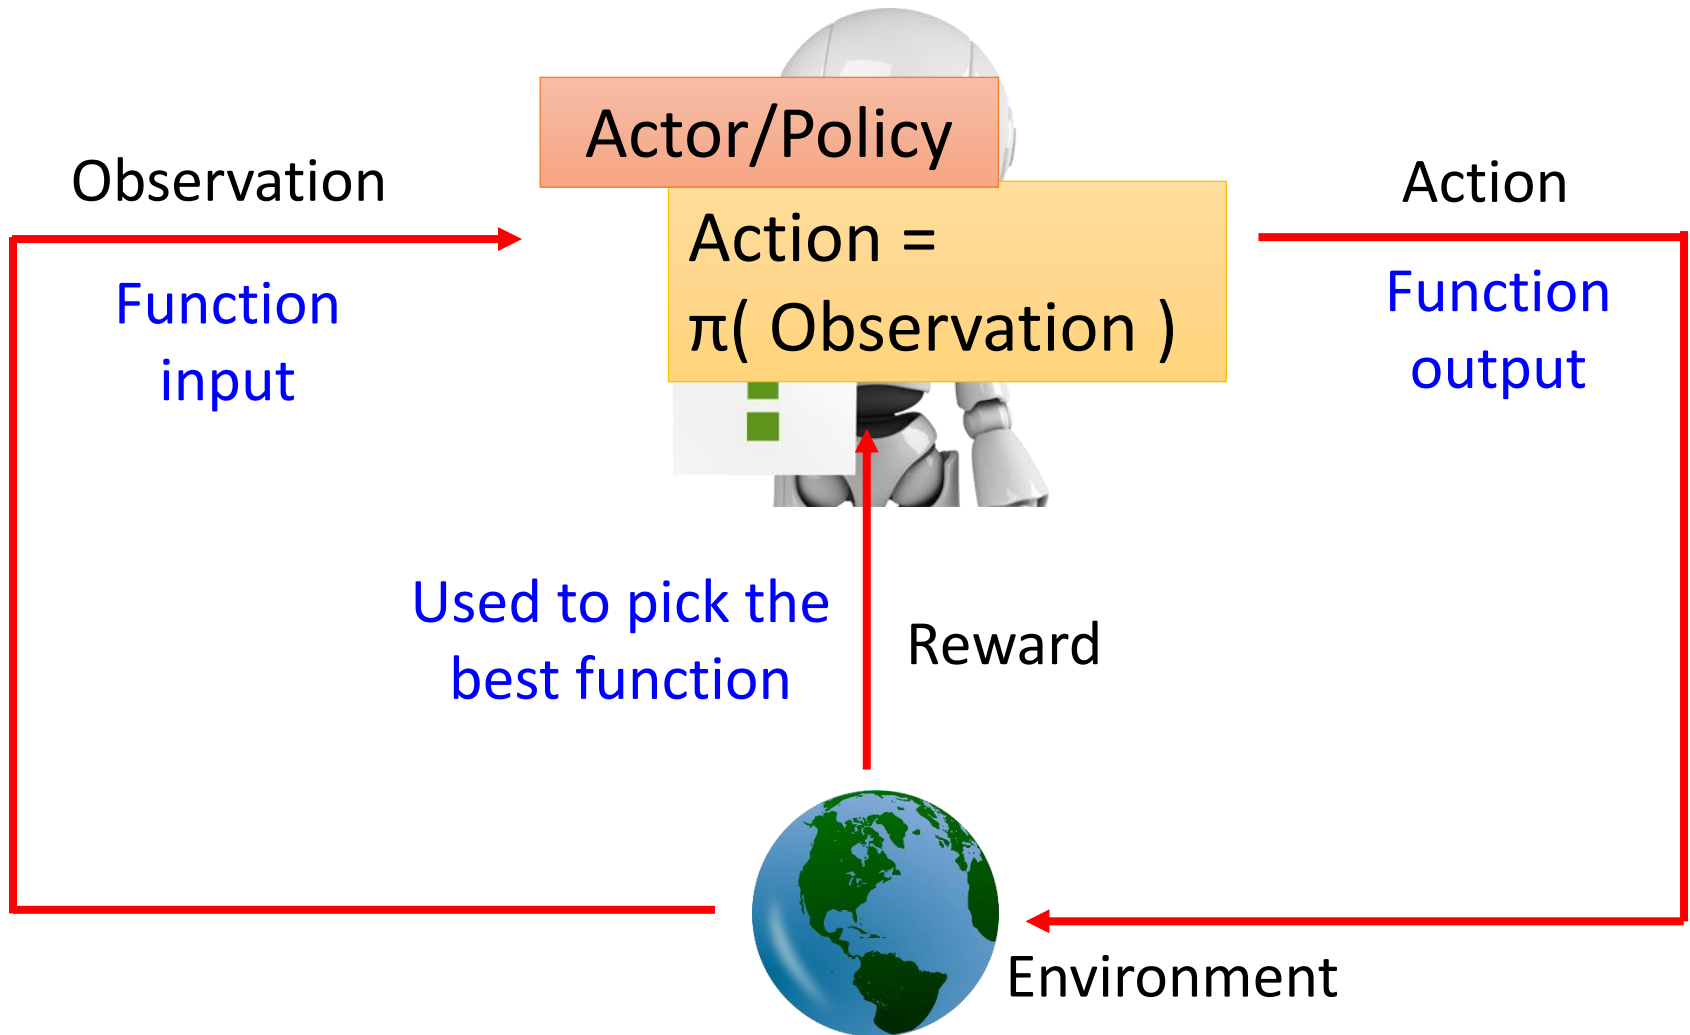 Actor/Policy
Observation
Action
Action =
π( Observation )
Function
input
Function
output
Used to pick the
best function
Reward
Environment